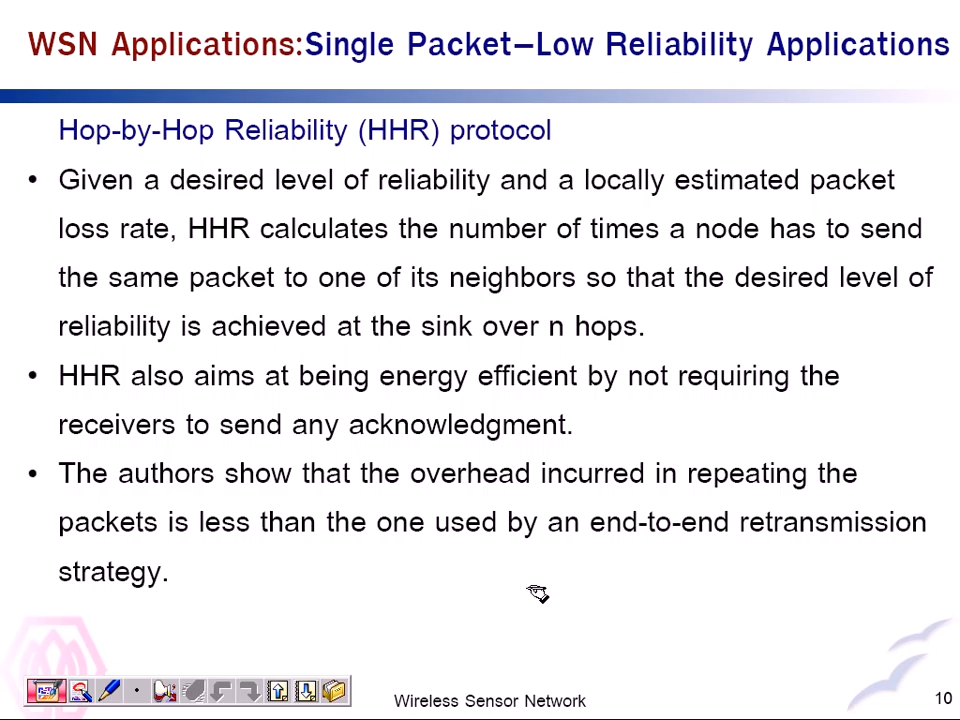 WSN Applications:Single Packet–Low Reliability Applications
Hop-by-Hop Reliability (HHR) protocol
• Given a desired level of reliability and a locally estimated packet
loss rate, HHR calculates the number of times a node has to send
the same packet to one of its neighbors so that the desired level of
reliability is achieved at the sink over n hops.
• HHR also aims at being energy efficient by not requiring the
receivers to send any acknowledgment.
• The authors show that the overhead incurred in repeating the
packets is less than the one used by an end-to-end retransmission
strategy.
Wireless Sensor Network
10